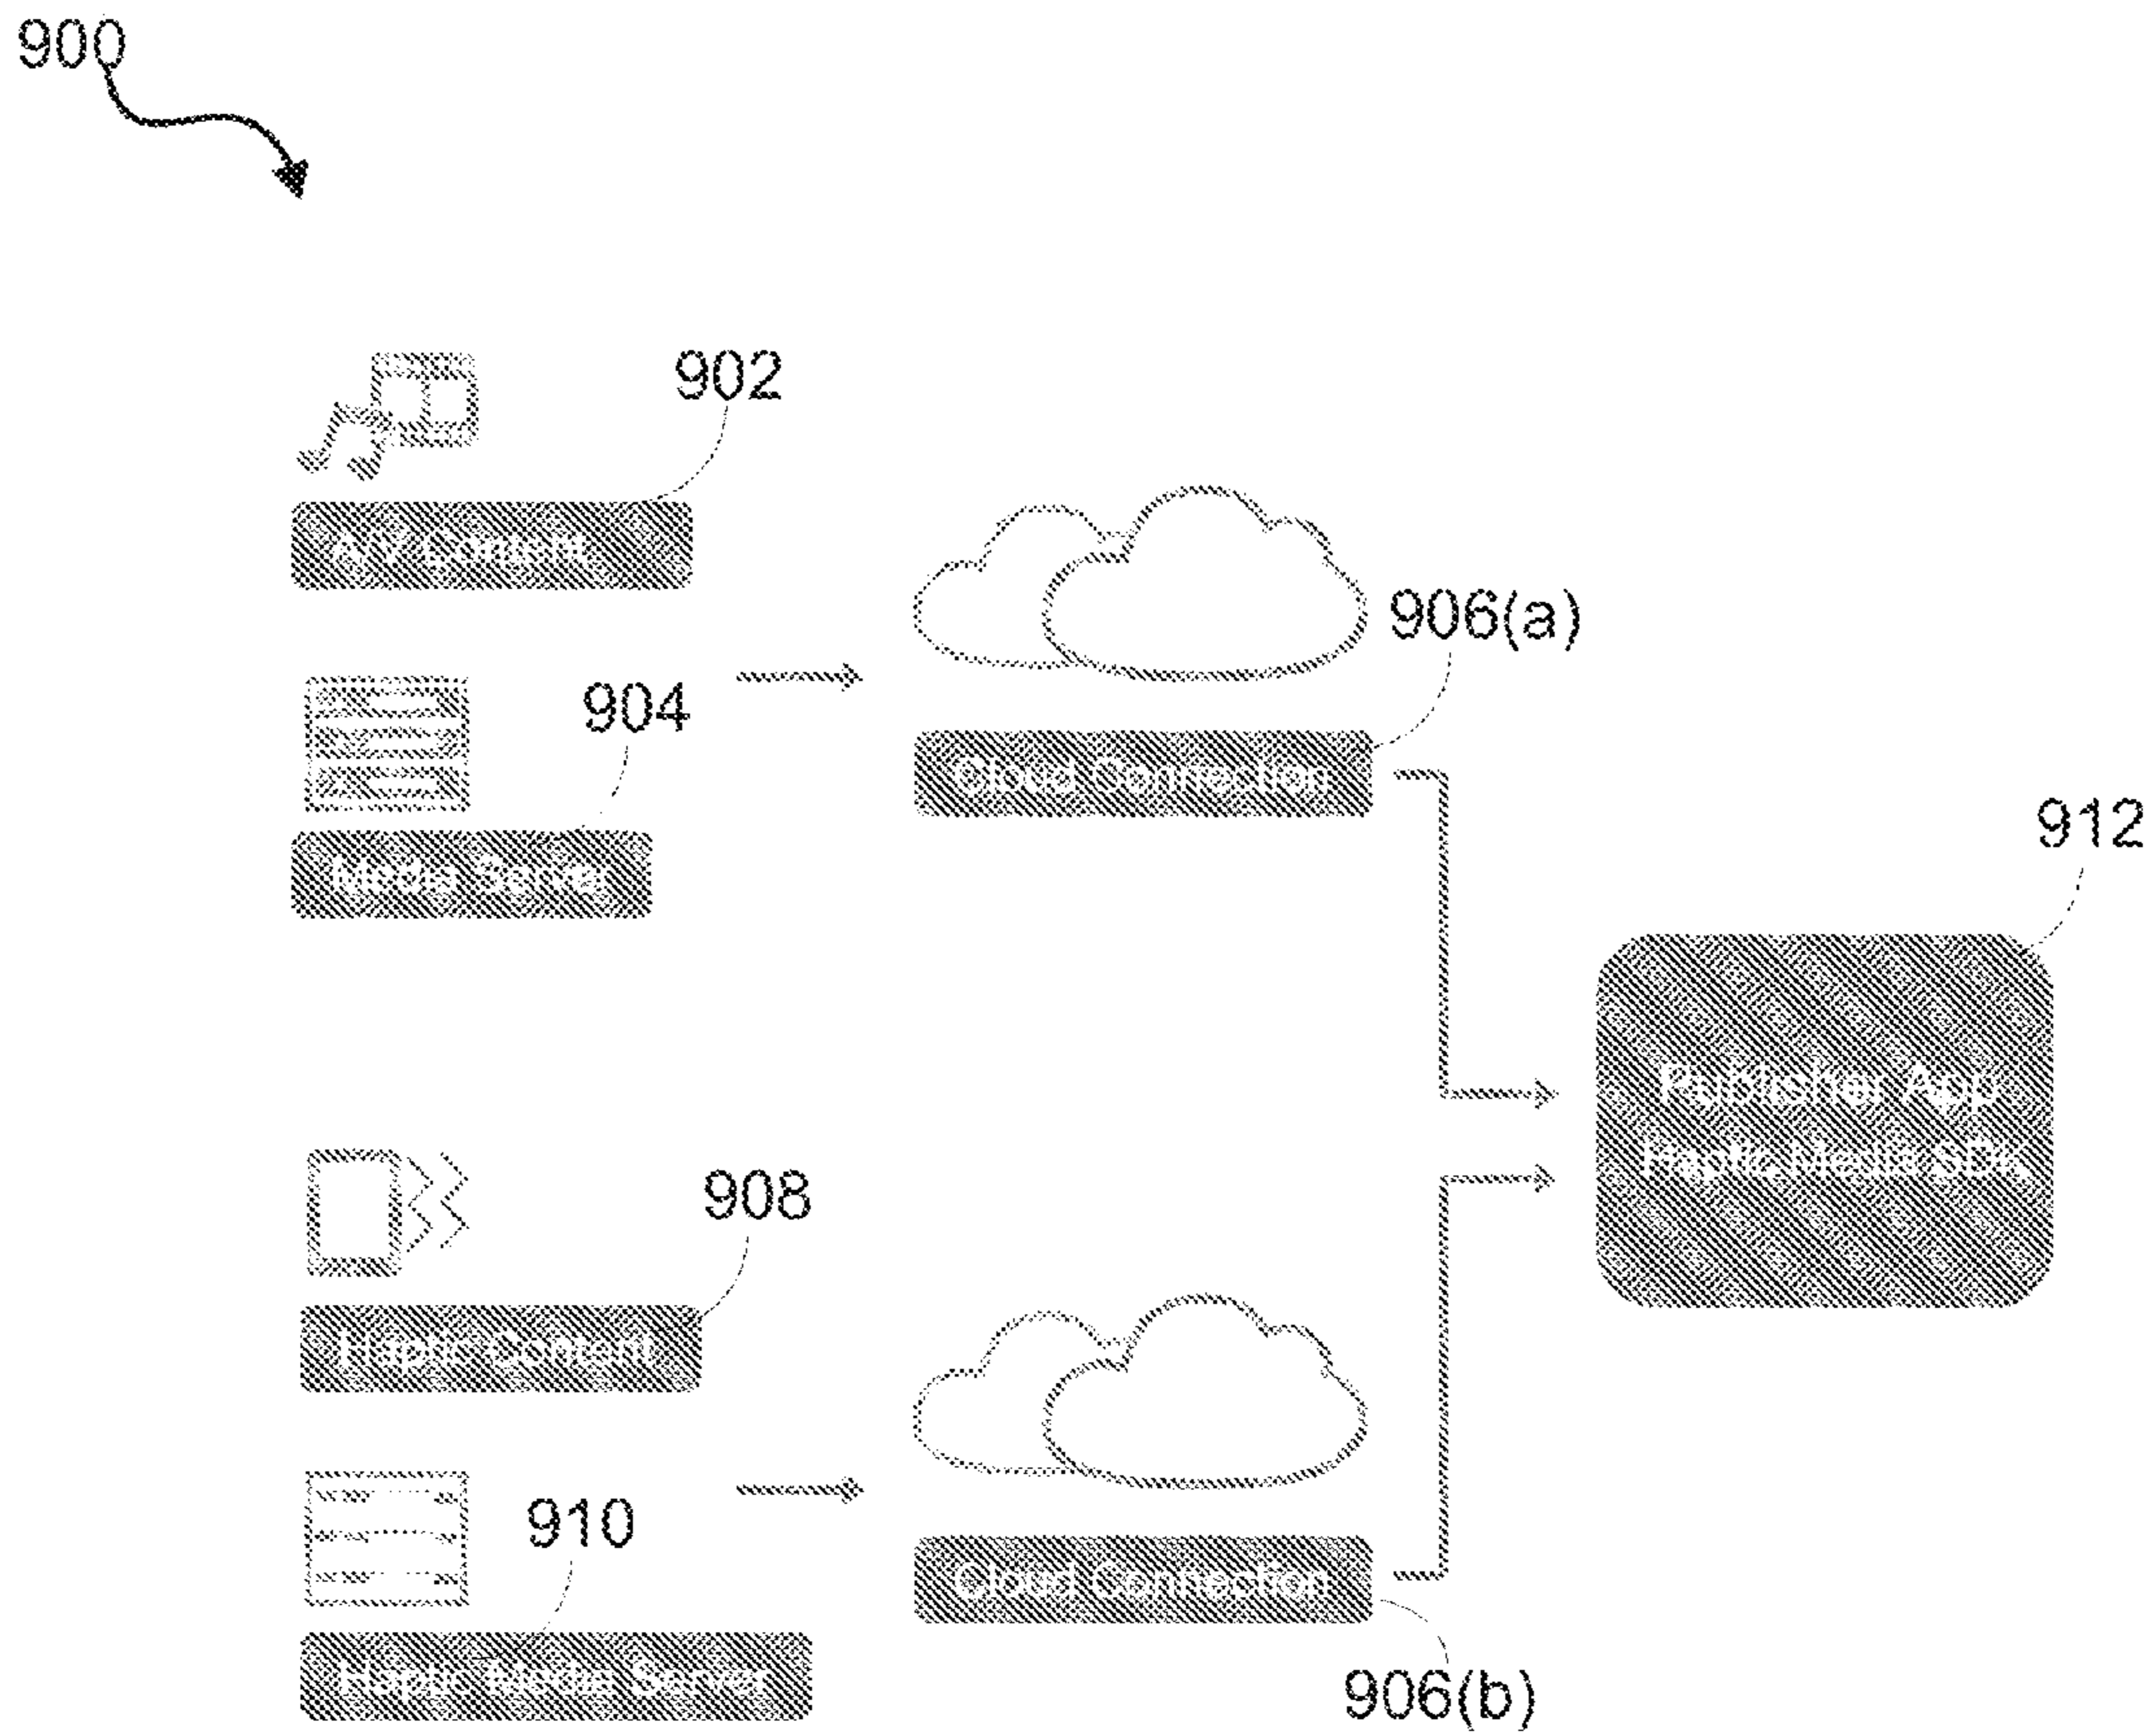 900
902
A/V Content
904
Media Server
906(a)
Cloud Connection
912
Publisher App
Haptic Media SDK
908
Haptic Content
910
Haptic Media Server
Cloud Connection
906(b)